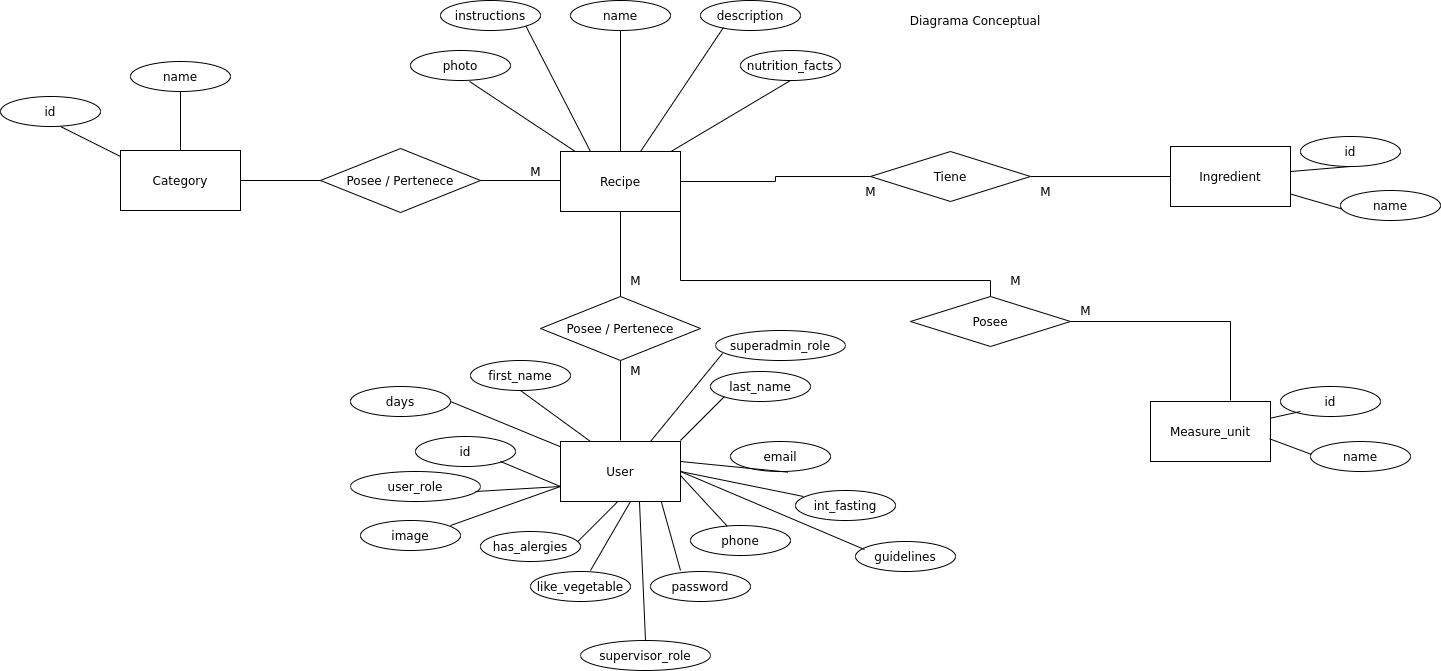 instructions
name
description
Diagrama Conceptual
photo
nutrition_facts
name
id
Category
Posee / Pertenece
M
Recipe
M
Tiene
M
Ingredient
id
name
M
Posee / Pertenece
M
M
Posee
M
Measure_unit
id
name
superadmin_role
first_name
last_name
days
id
User
email
user_role
int_fasting
image
has_alergies
phone
guidelines
like_vegetable
password
supervisor_role